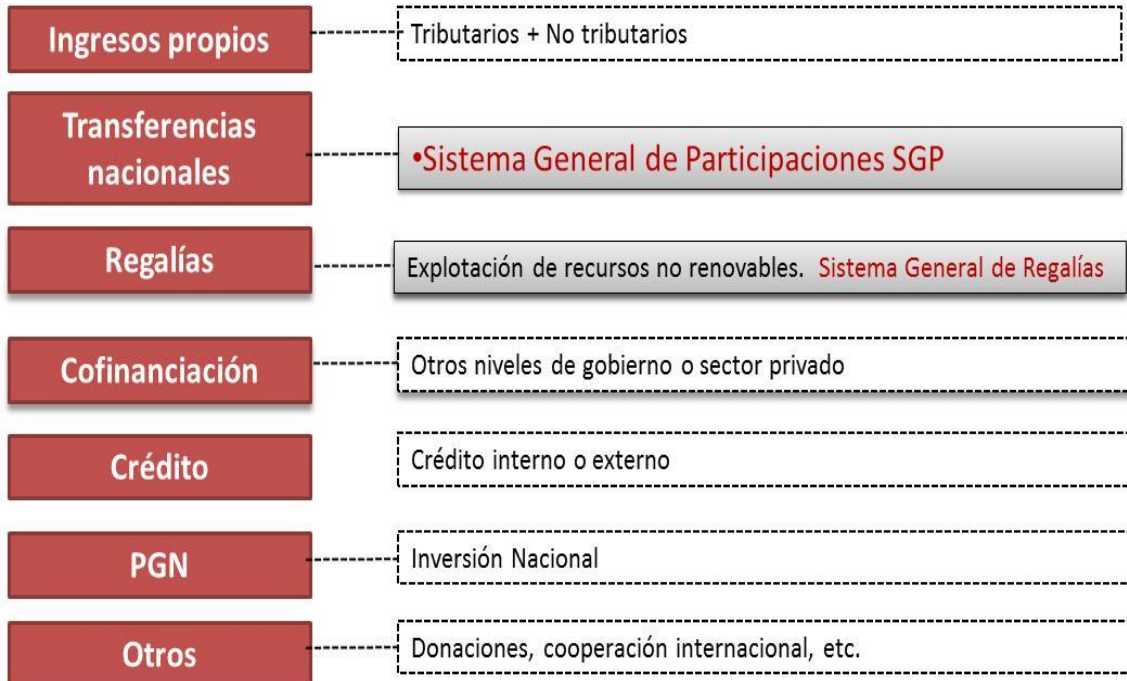 Ingresos propios
Tributarios + No tributarios
Transferencias
nacionales
•Sistema General de Participaciones SGP
Regalías
Explotación de recursos no renovables. Sistema General de Regalías
Cofinanciación
Otros niveles de gobierno o sector privado
Crédito
Crédito interno o externo
PGN
Inversión Nacional
Otros
Donaciones, cooperación internacional, etc.